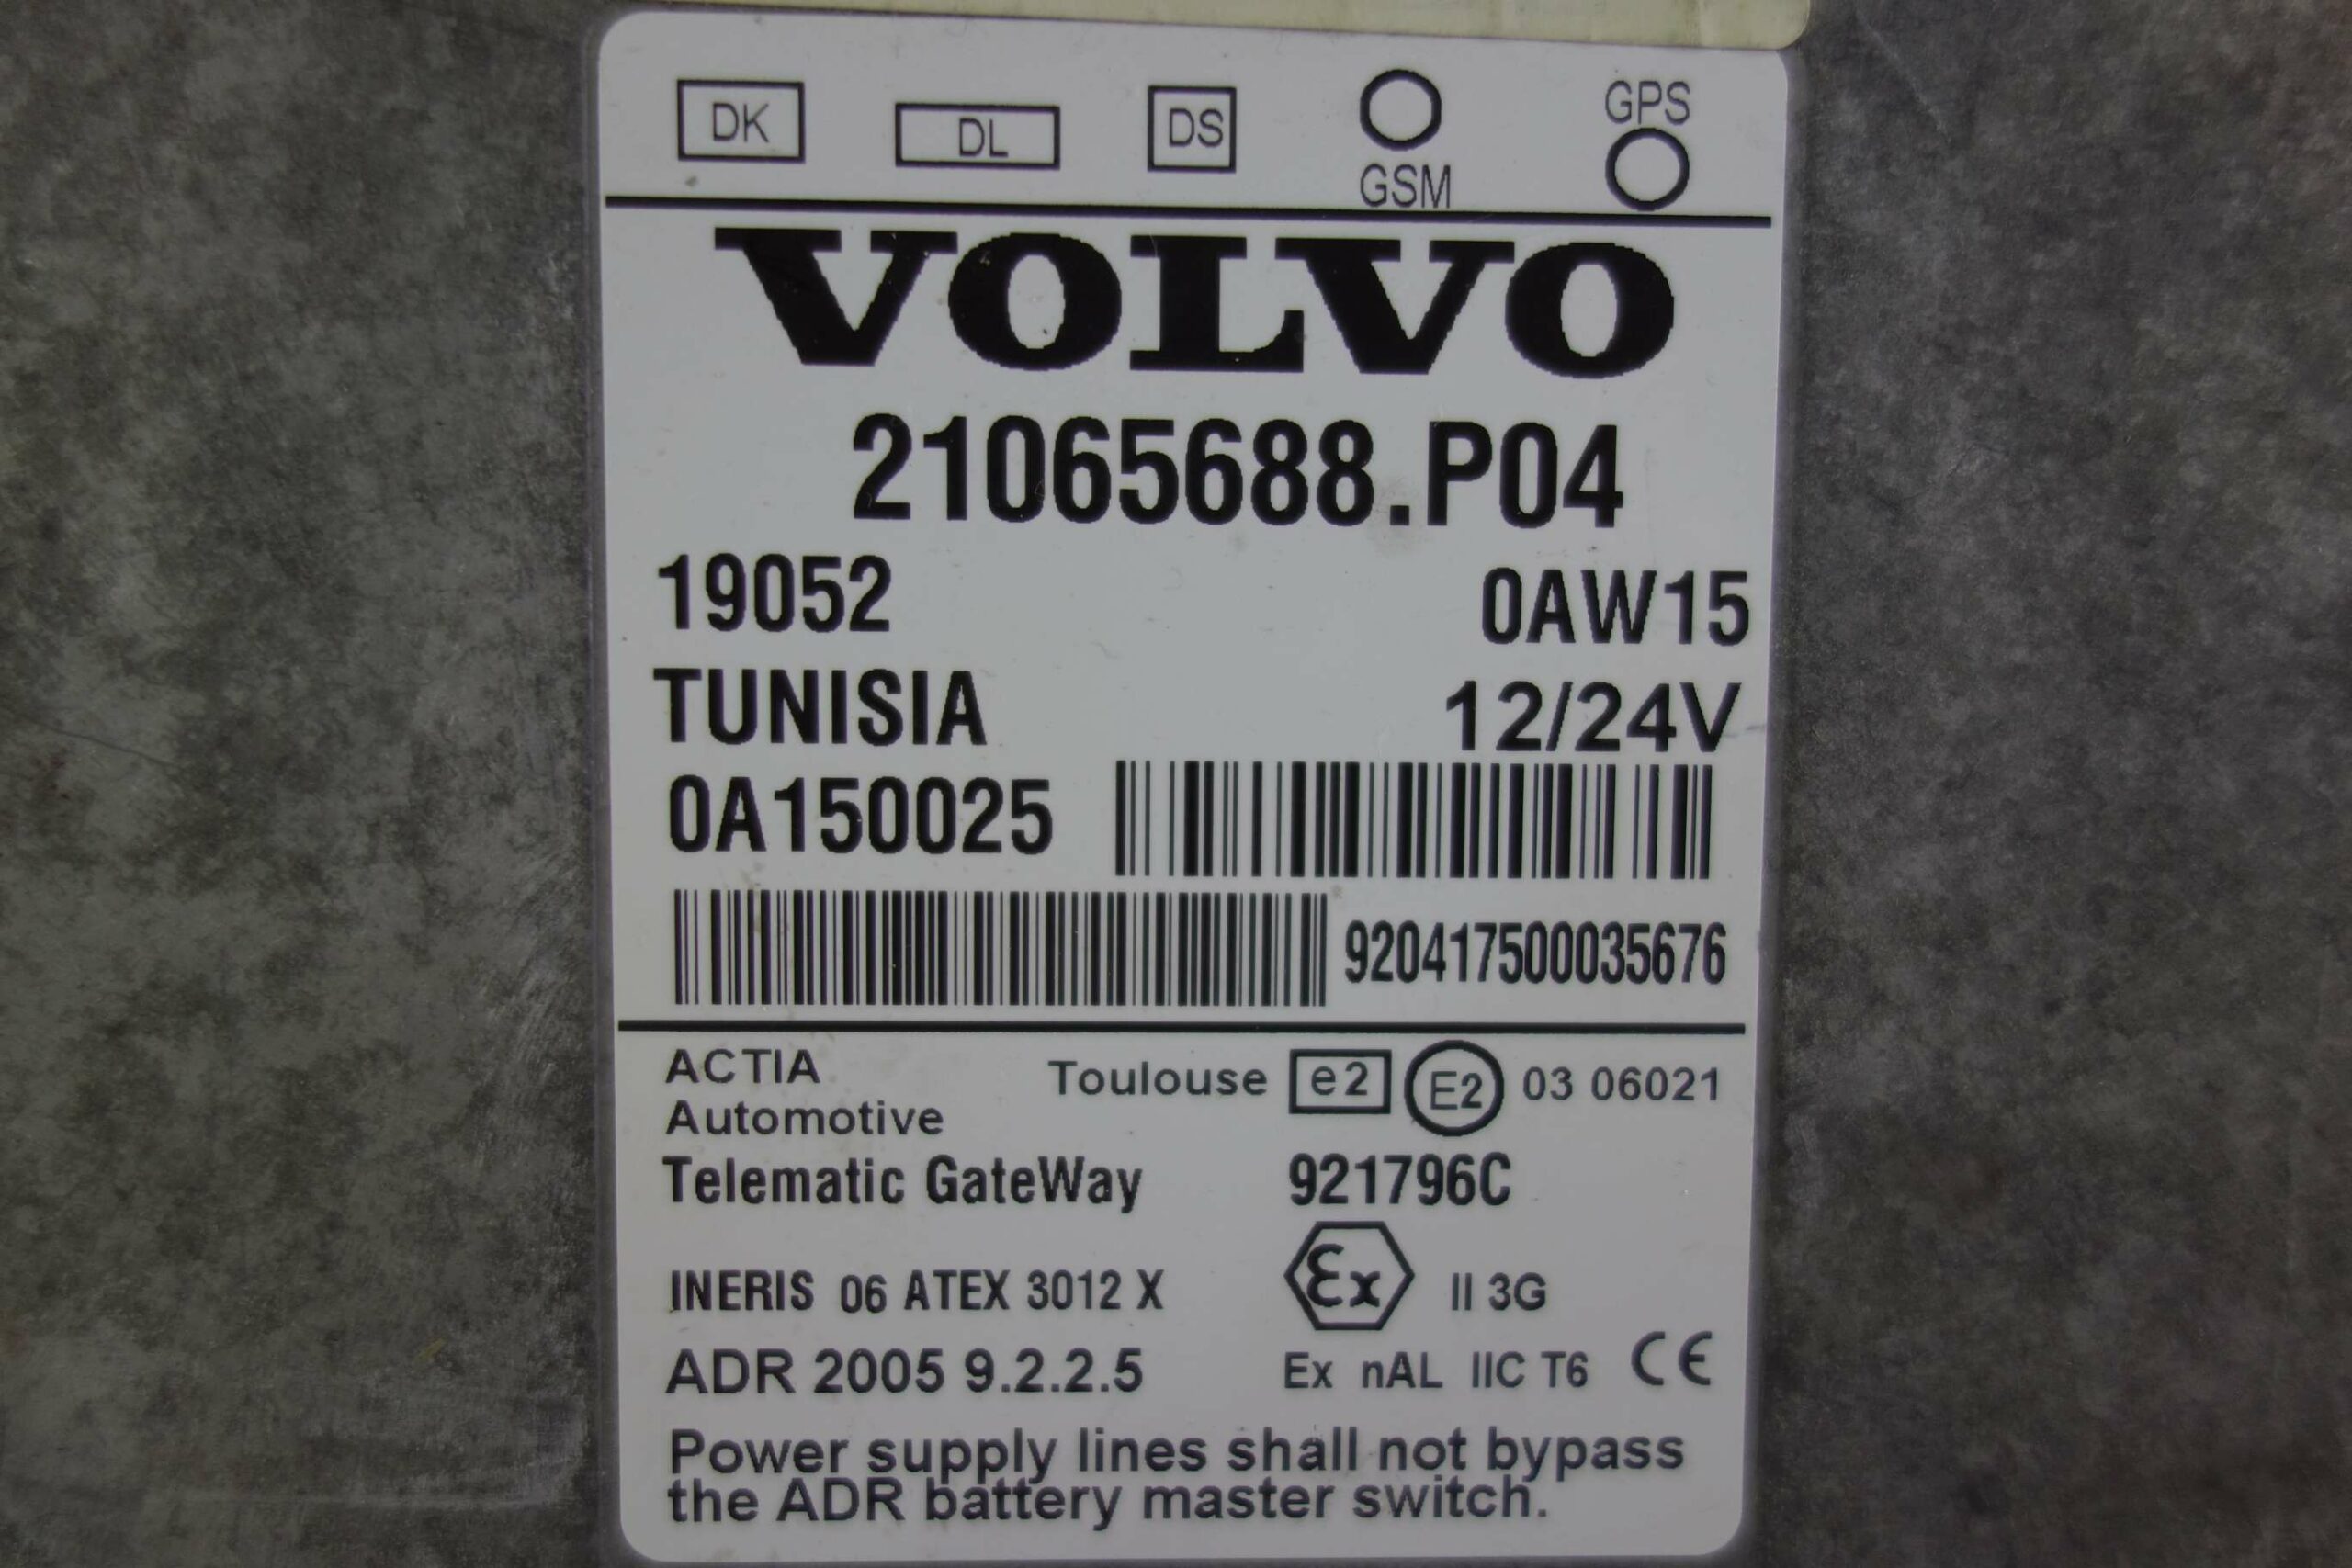 DK DL DS GSM GPS
VOLVO
21065688.P04
19052 0AW15
TUNISIA 12/24V
0A150025
920417500035676
ACTIA Toulouse e2 E2 03 06021
Automotive
Telematic GateWay 921796C
INERIS 06 ATEX 3012 X Ex II 3G
ADR 2005 9.2.2.5 Ex nAL IIC T6 CE
Power supply lines shall not bypass
the ADR battery master switch.